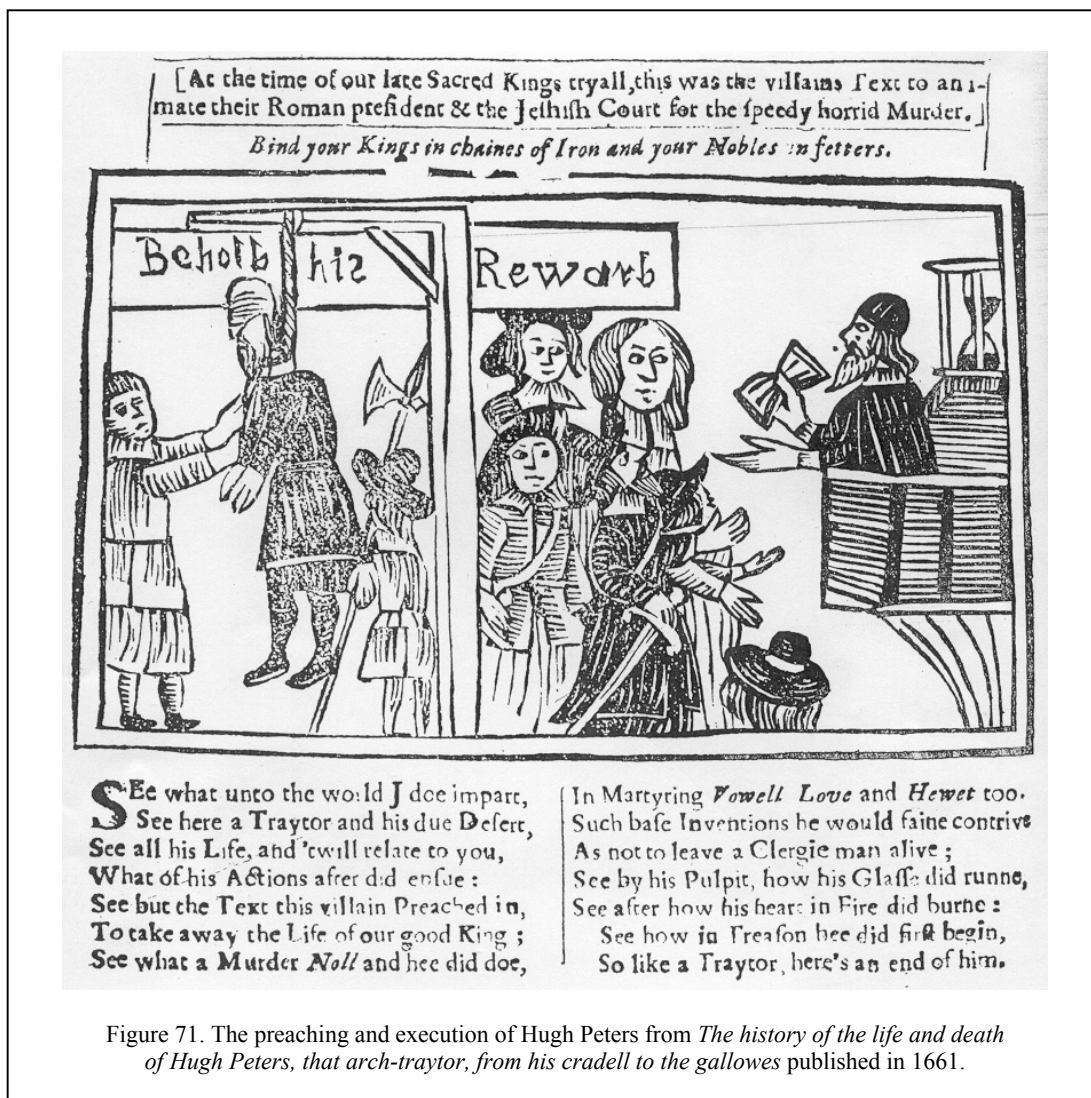 [At the time of our late Sacred Kings tryall, this was the villains Text to ani-
mate their Roman president & the Jeſhiſh Court for the ſpeedy horrid Murder.]
Bind your Kings in chaines of Iron and your Nobles in fetters.
Behold his Reward
SEe what unto the world J doe impart,
See here a Traytor and his due Deſert,
See all his Life, and 'twill relate to you,
What of his Actions after did enſue:
See but the Text this villain Preached in,
To take away the Life of our good King;
See what a Murder Noll and hee did doe,
In Martyring Vowell Love and Hewet too.
Such baſe Inventions he would faine contrive
As not to leave a Clergie man alive;
See by his Pulpit, how his Glaſſe did runne,
See after how his heart in Fire did burne:
See how in Treaſon hee did firſt begin,
So like a Traytor, here's an end of him.
Figure 71. The preaching and execution of Hugh Peters from The history of the life and death
of Hugh Peters, that arch-traytor, from his cradell to the gallowes published in 1661.